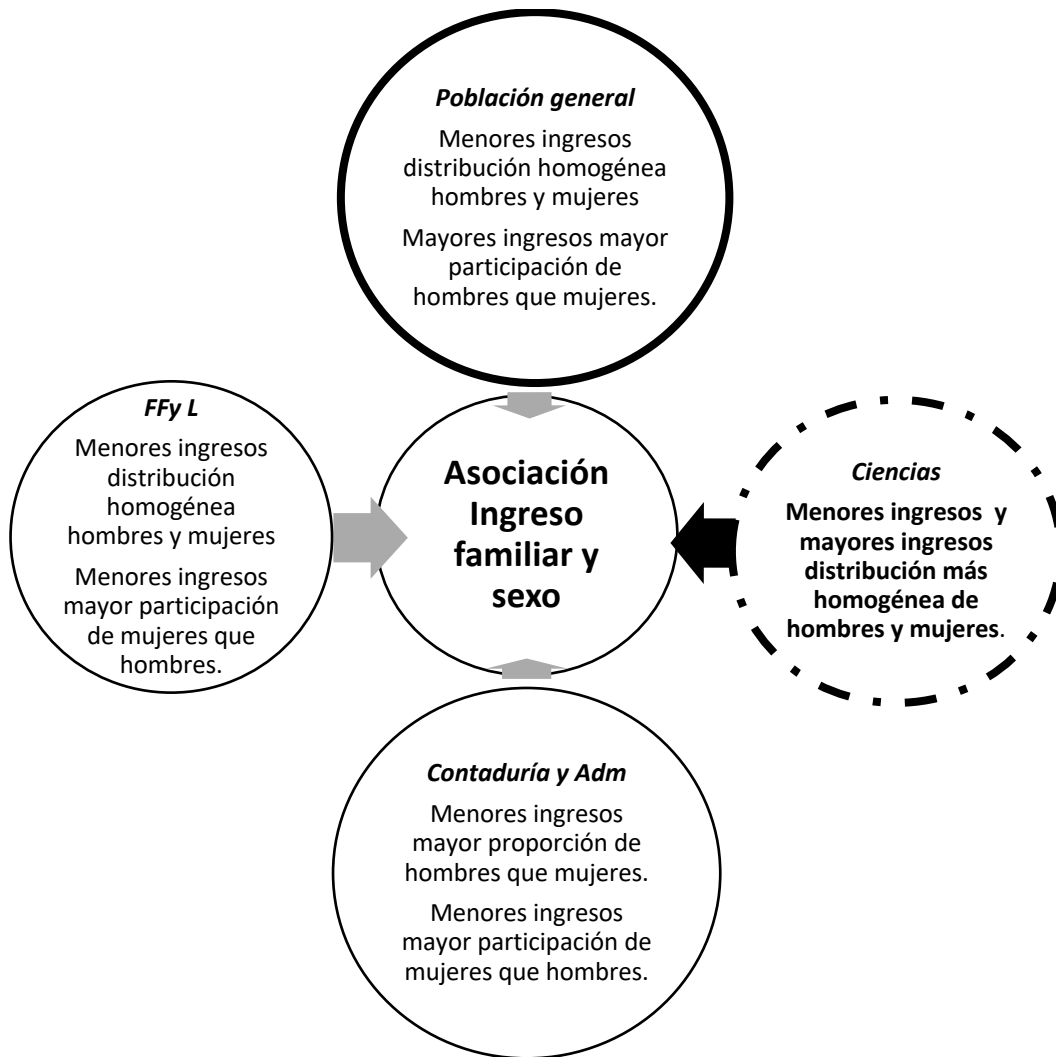 Población general
Menores ingresos
distribución homogénea
hombres y mujeres
Mayores ingresos mayor
participación de
hombres que mujeres.
FFy L
Menores ingresos
distribución
homogénea
hombres y mujeres
Menores ingresos
mayor participación
de mujeres que
hombres.
Asociación
Ingreso
familiar y
sexo
Ciencias
Menores ingresos y
mayores ingresos
distribución más
homogénea de
hombres y mujeres.
Contaduría y Adm
Menores ingresos
mayor proporción de
hombres que mujeres.
Menores ingresos
mayor participación de
mujeres que hombres.